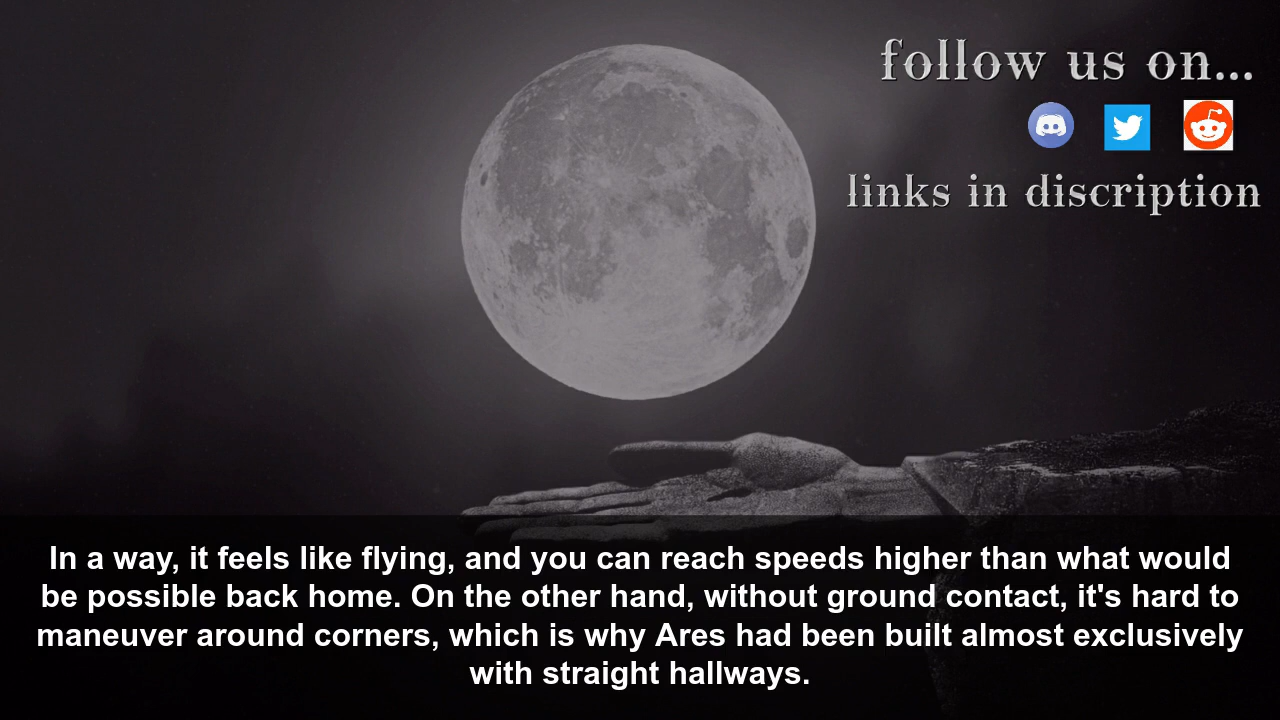 follow us on...
links in discription
In a way, it feels like flying, and you can reach speeds higher than what would
be possible back home. On the other hand, without ground contact, it's hard to
maneuver around corners, which is why Ares had been built almost exclusively
with straight hallways.